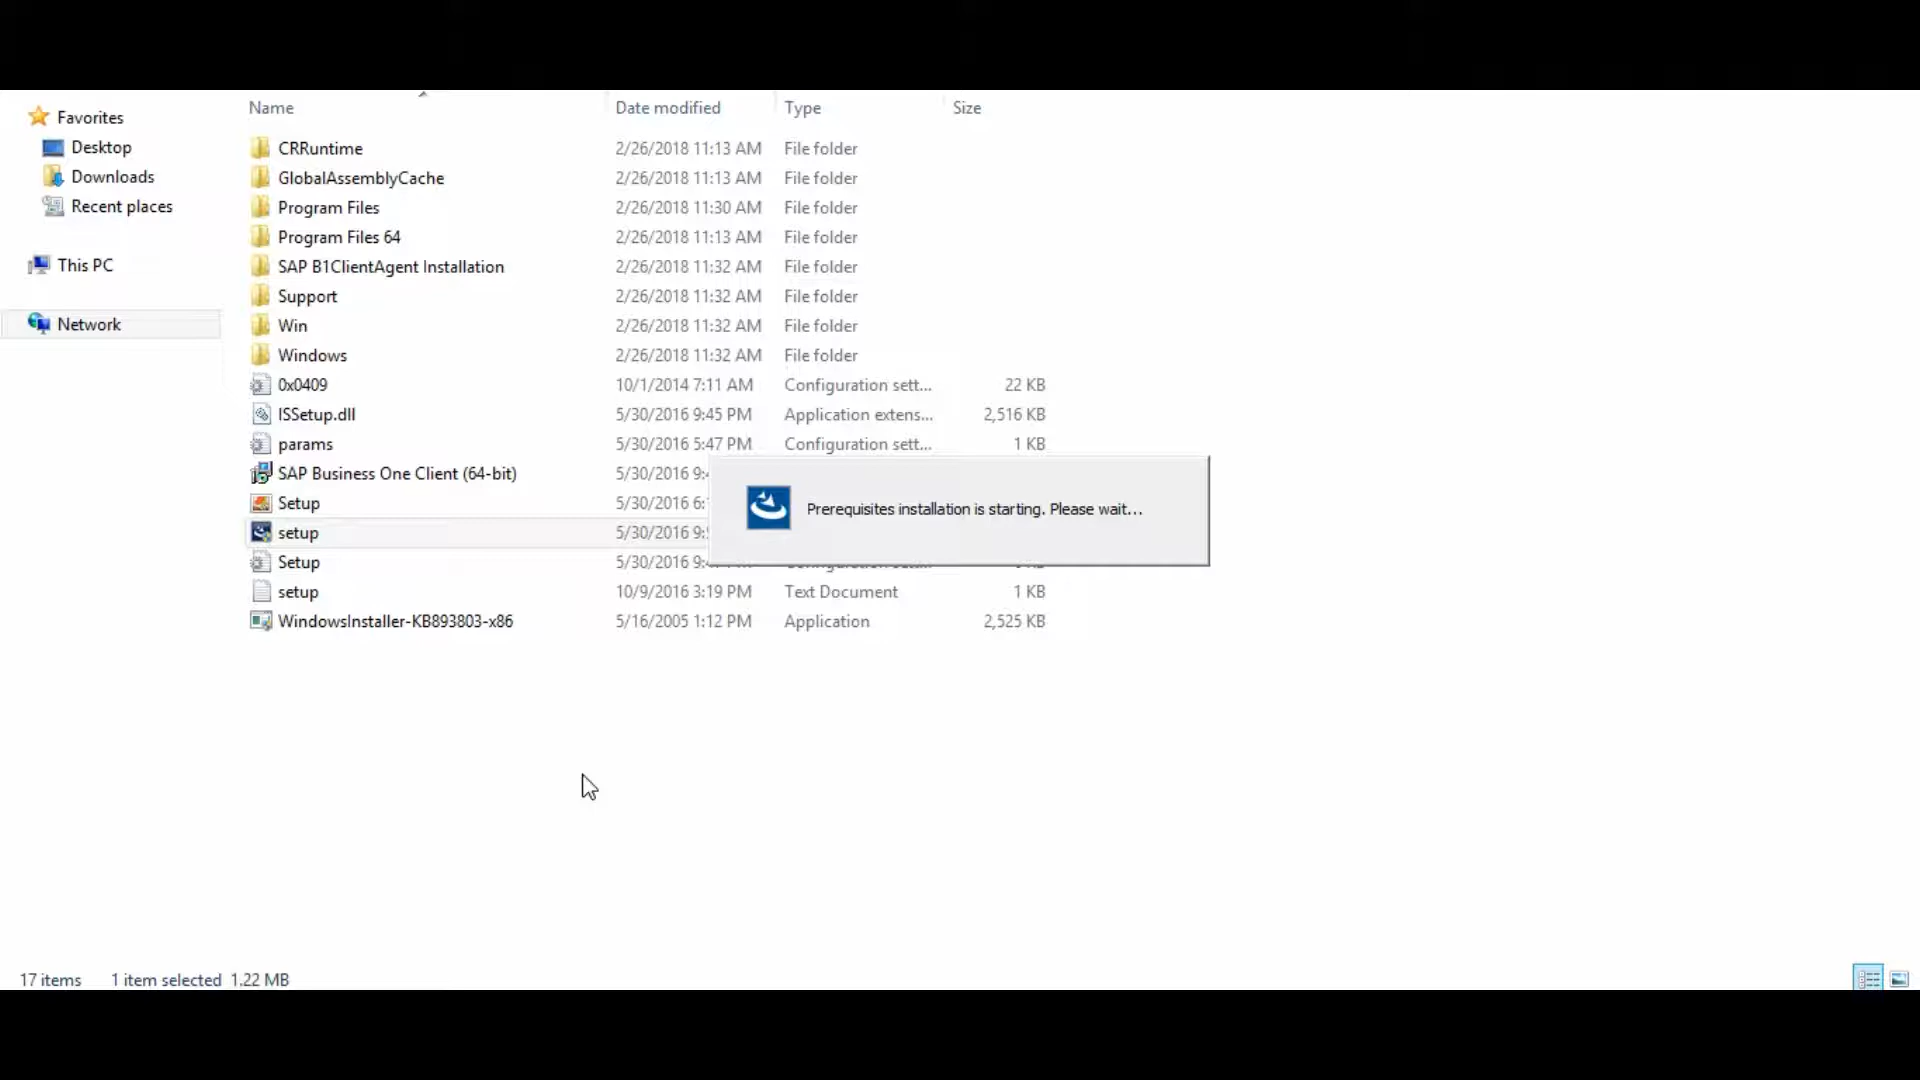 Favorites
Desktop
Downloads
Recent places
This PC
Network
Name Date modified Type Size
CRRuntime 2/26/2018 11:13 AM File folder
GlobalAssemblyCache 2/26/2018 11:13 AM File folder
Program Files 2/26/2018 11:30 AM File folder
Program Files 64 2/26/2018 11:13 AM File folder
SAP B1ClientAgent Installation 2/26/2018 11:32 AM File folder
Support 2/26/2018 11:32 AM File folder
Win 2/26/2018 11:32 AM File folder
Windows 2/26/2018 11:32 AM File folder
0x0409 10/1/2014 7:11 AM Configuration sett... 22 KB
ISSetup.dll 5/30/2016 9:45 PM Application extens... 2,516 KB
params 5/30/2016 5:47 PM Configuration sett... 1 KB
SAP Business One Client (64-bit) 5/30/2016
Setup 5/30/2016
setup 5/30/2016
Setup 5/30/2016
setup 10/9/2016 3:19 PM Text Document 1 KB
WindowsInstaller-KB893803-x86 5/16/2005 1:12 PM Application 2,525 KB
Prerequisites installation is starting. Please wait...
17 items 1 item selected 1.22 MB